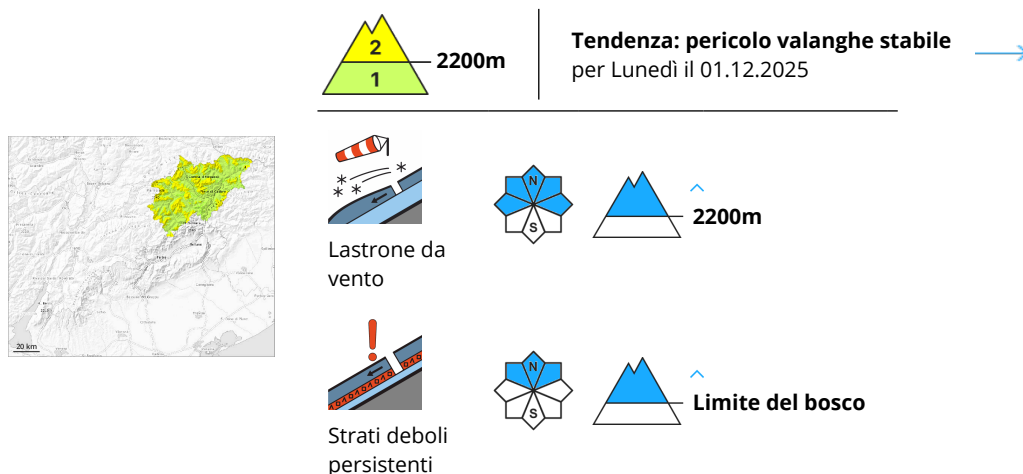 2
1
2200m
Tendenza: pericolo valanghe stabile
per Lunedì il 01.12.2025
N
S
2200m
Lastrone da
vento
20 km
N
S
Limite del bosco
Strati deboli
persistenti